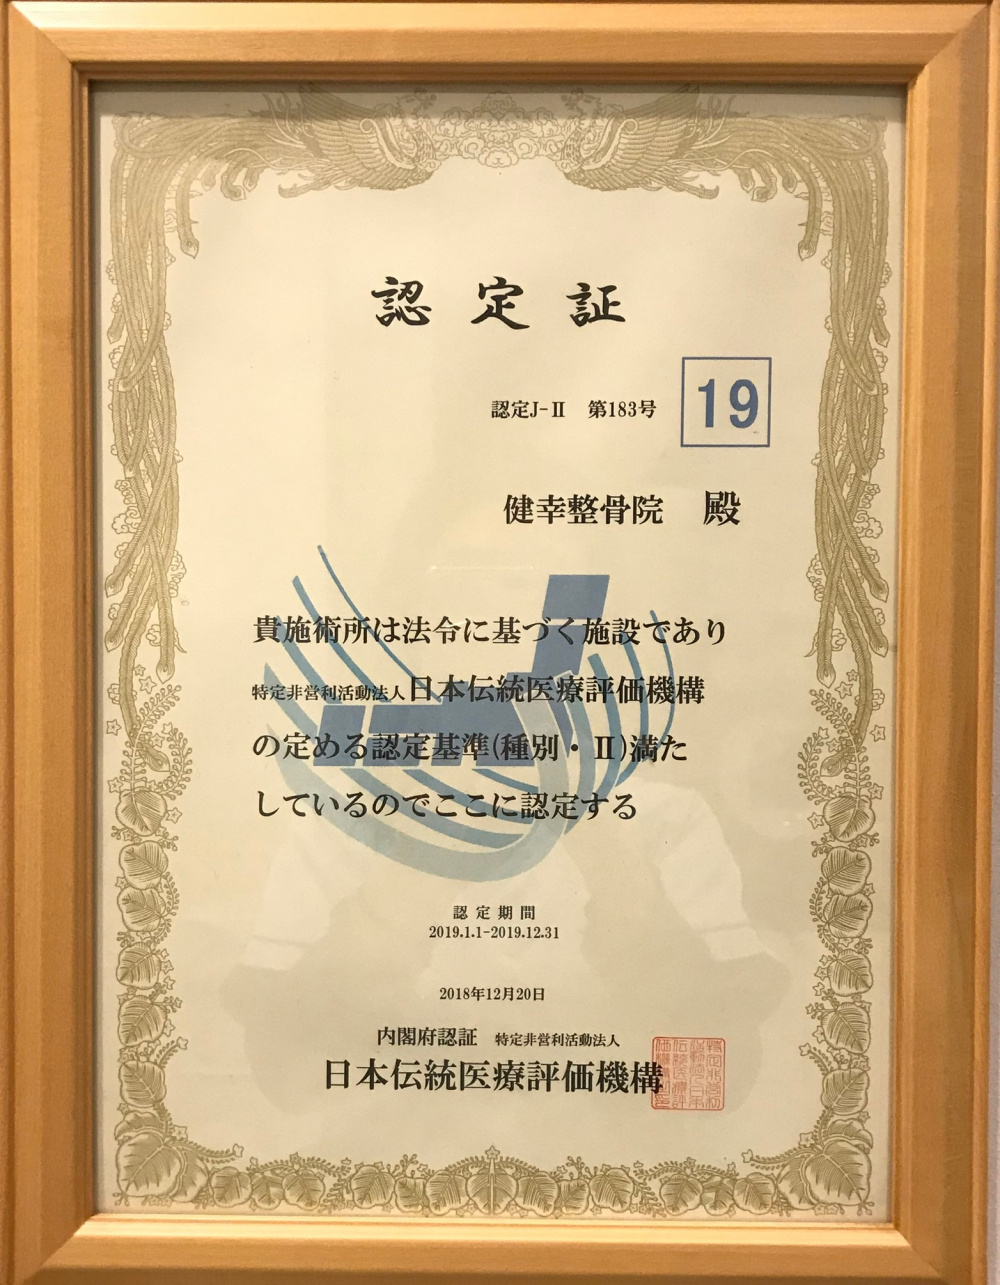 認定証
認定J-Ⅱ　第183号
19
健幸整骨院　殿
貴施術所は法令に基づく施設であり
特定非営利活動法人日本伝統医療評価機構
の定める認定基準(種別・Ⅱ)満た
しているのでここに認定する
認定期間
2019.1.1-2019.12.31
2018年12月20日
内閣府認証　特定非営利活動法人
日本伝統医療評価機構